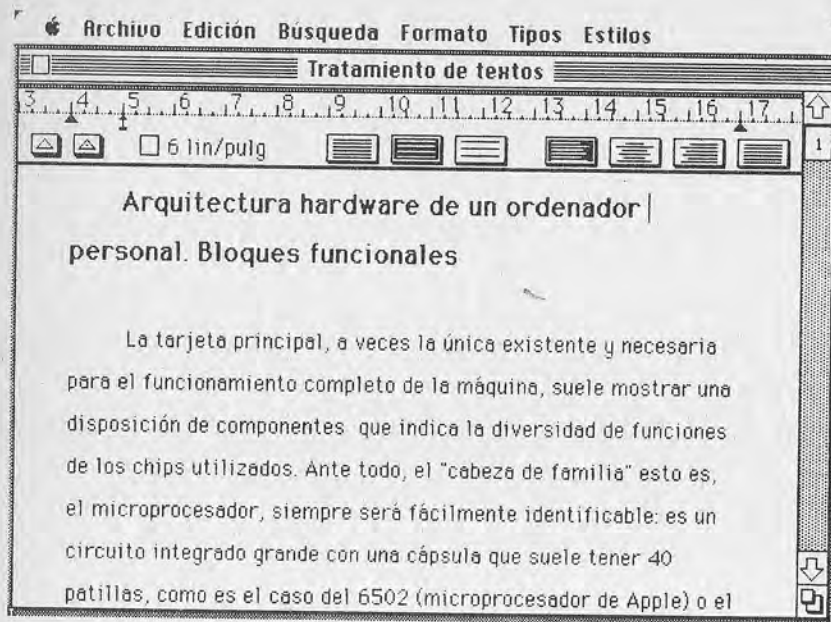 Archivo Edición Búsqueda Formato Tipos Estilos
Tratamiento de textos
3 4 5 6 7 8 9 10 11 12 13 14 15 16 17
6 lin/pulg
1
Arquitectura hardware de un ordenador
personal. Bloques funcionales
La tarjeta principal, a veces la única existente y necesaria
para el funcionamiento completo de la máquina, suele mostrar una
disposición de componentes que indica la diversidad de funciones
de los chips utilizados. Ante todo, el "cabeza de familia" esto es,
el microprocesador, siempre será fácilmente identificable: es un
circuito integrado grande con una cápsula que suele tener 40
patillas, como es el caso del 6502 (microprocesador de Apple) o el